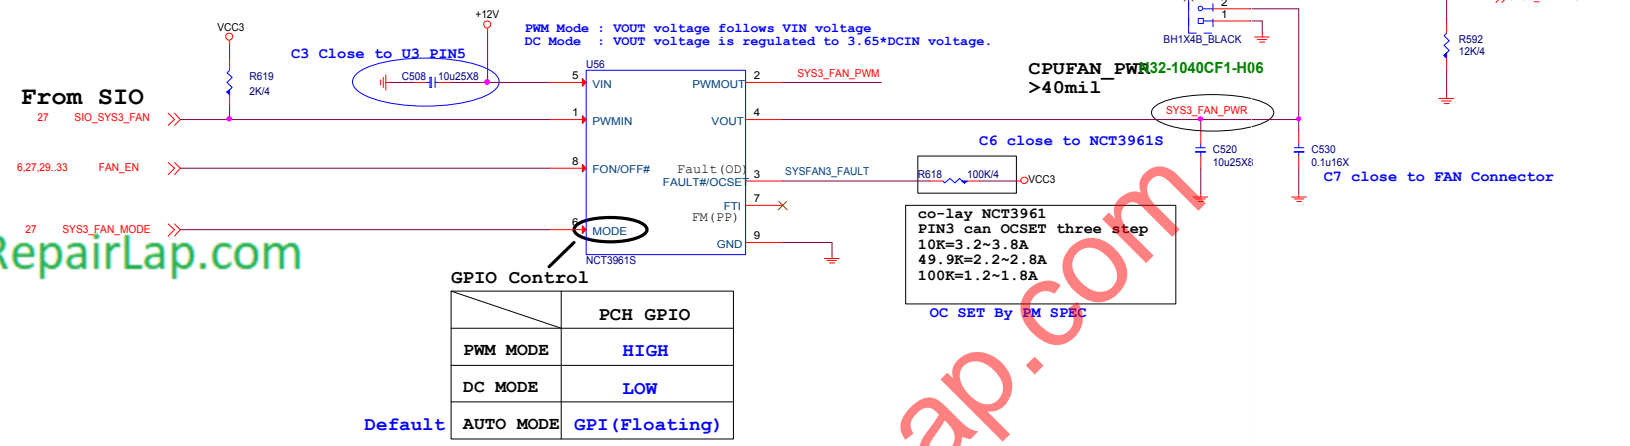 +12V
VCC3
PWM Mode : VOUT voltage follows VIN voltage
DC Mode : VOUT voltage is regulated to 3.65*DCIN voltage.
2
1
BH1X4B_BLACK
R592
12K/4
C3 Close to U3 PIN5
U56
C508
10u25X8
R619
2K/4
5
VIN
PWMOUT
2
SYS3_FAN_PWM
CPUFAN_PWR
N32-1040CF1-H06
>40mil
From SIO
27
SIO_SYS3_FAN
1
PWMIN
VOUT
4
SYS3_FAN_PWR
C6 close to NCT3961S
C520
10u25X8
C530
0.1u16X
C7 close to FAN Connector
6,27,29..33
FAN_EN
8
FON/OFF#
Fault(OD)
FAULT#/OCSET
3
SYSFAN3_FAULT
R618
100K/4
VCC3
FTI
7
FM(PP)
27
SYS3_FAN_MODE
6
MODE
GND
9
NCT3961S
RepairLap.com
co-lay NCT3961
PIN3 can OCSET three step
10K=3.2~3.8A
49.9K=2.2~2.8A
100K=1.2~1.8A
OC SET By PM SPEC
GPIO Control
PCH GPIO
PWM MODE
HIGH
DC MODE
LOW
Default
AUTO MODE
GPI(Floating)
ap.com